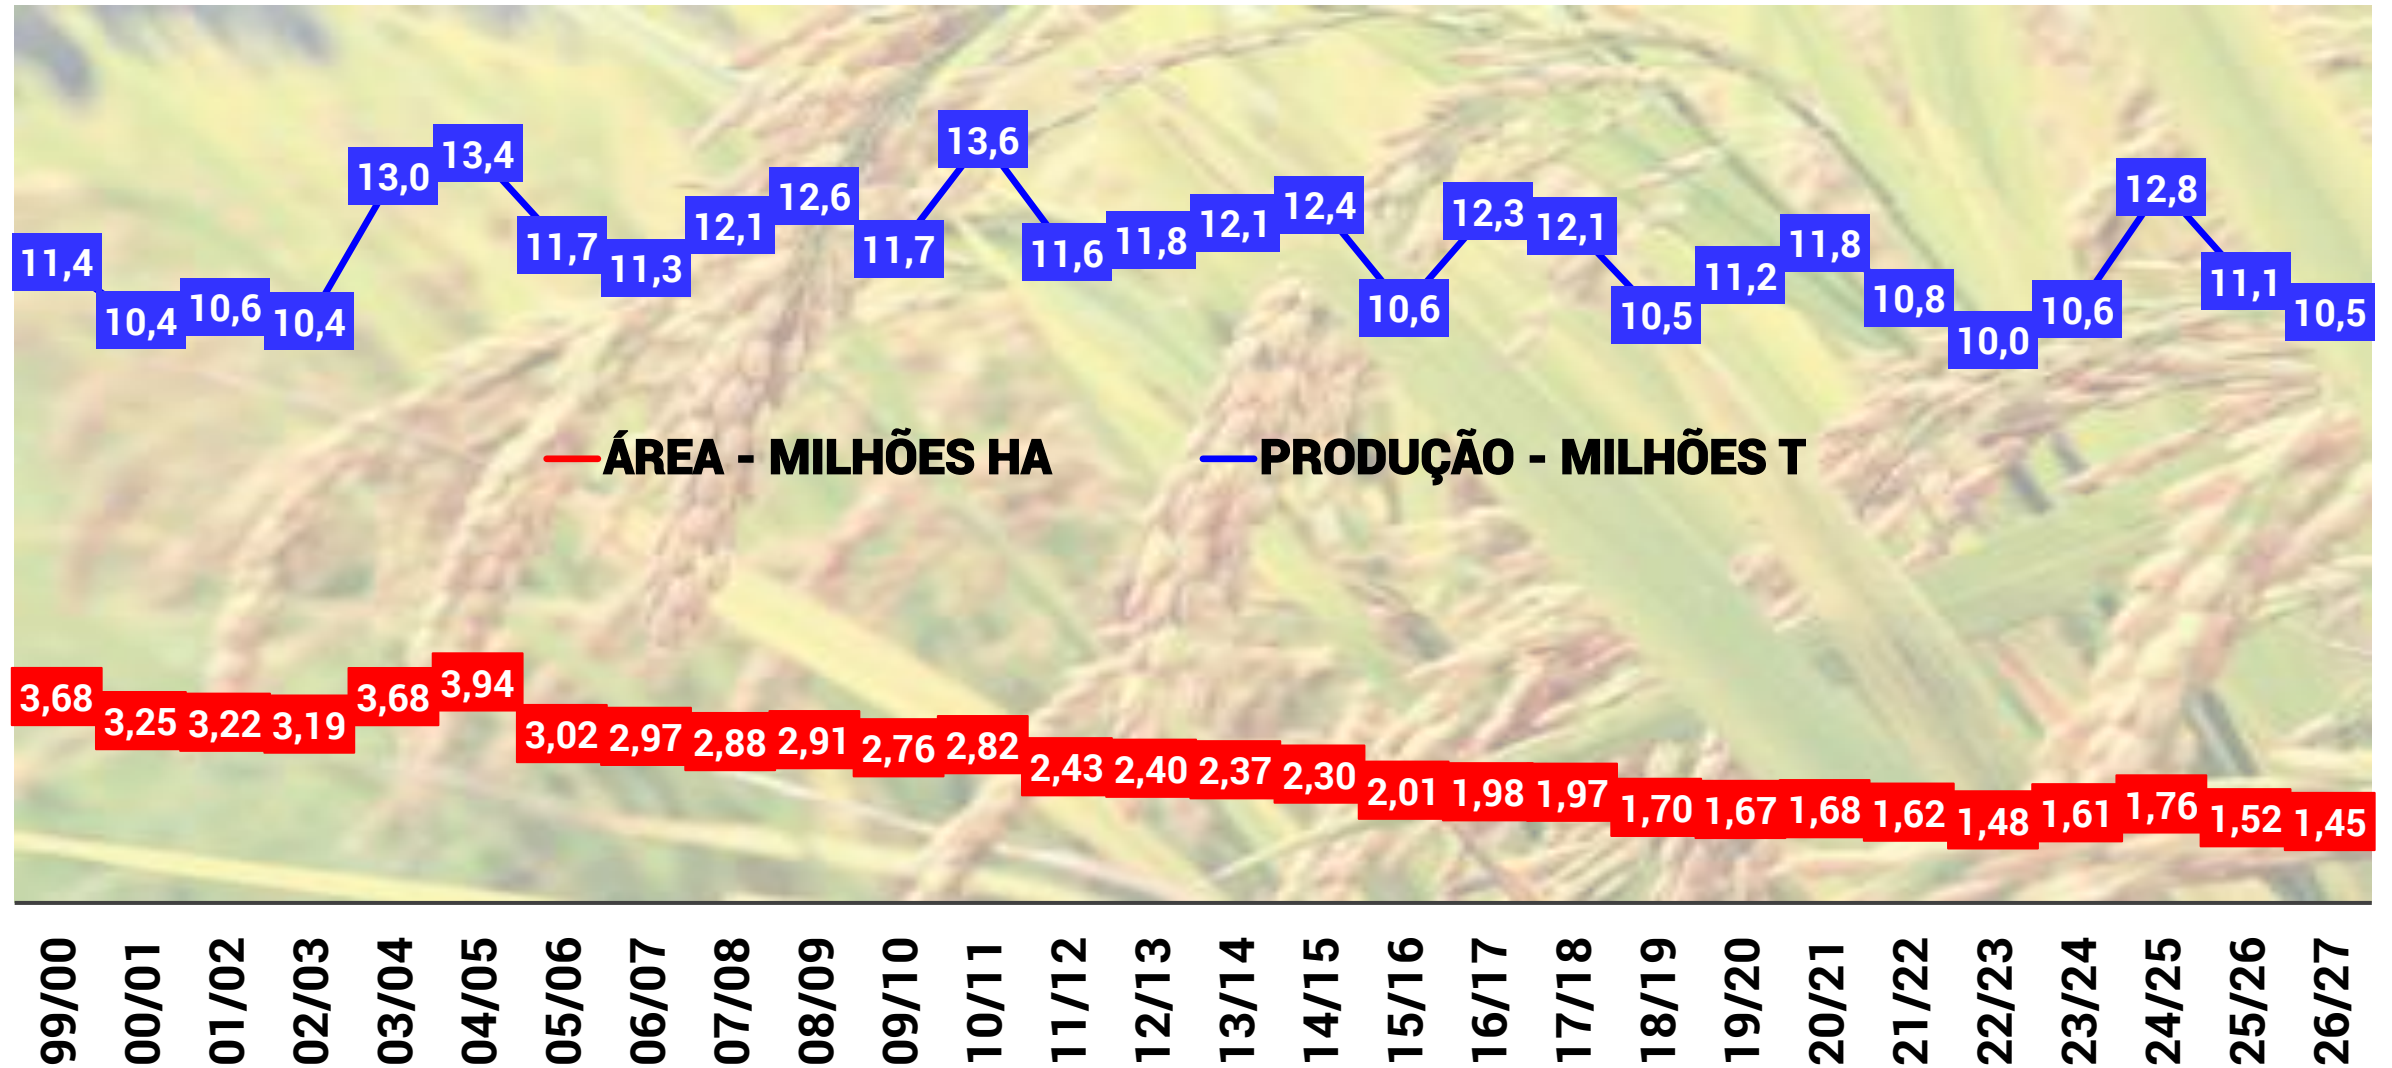 11,4 10,4 10,6 10,4 13,0 13,4 11,7 11,3 12,1 12,6 11,7 13,6 11,6 11,8 12,1 12,4 10,6 12,3 12,1 10,5 11,2 11,8 10,8 10,0 10,6 12,8 11,1 10,5
ÁREA - MILHÕES HA PRODUÇÃO - MILHÕES T
3,68 3,25 3,22 3,19 3,68 3,94 3,02 2,97 2,88 2,91 2,76 2,82 2,43 2,40 2,37 2,30 2,01 1,98 1,97 1,70 1,67 1,68 1,62 1,48 1,61 1,76 1,52 1,45
99/00 00/01 01/02 02/03 03/04 04/05 05/06 06/07 07/08 08/09 09/10 10/11 11/12 12/13 13/14 14/15 15/16 16/17 17/18 18/19 19/20 20/21 21/22 22/23 23/24 24/25 25/26 26/27